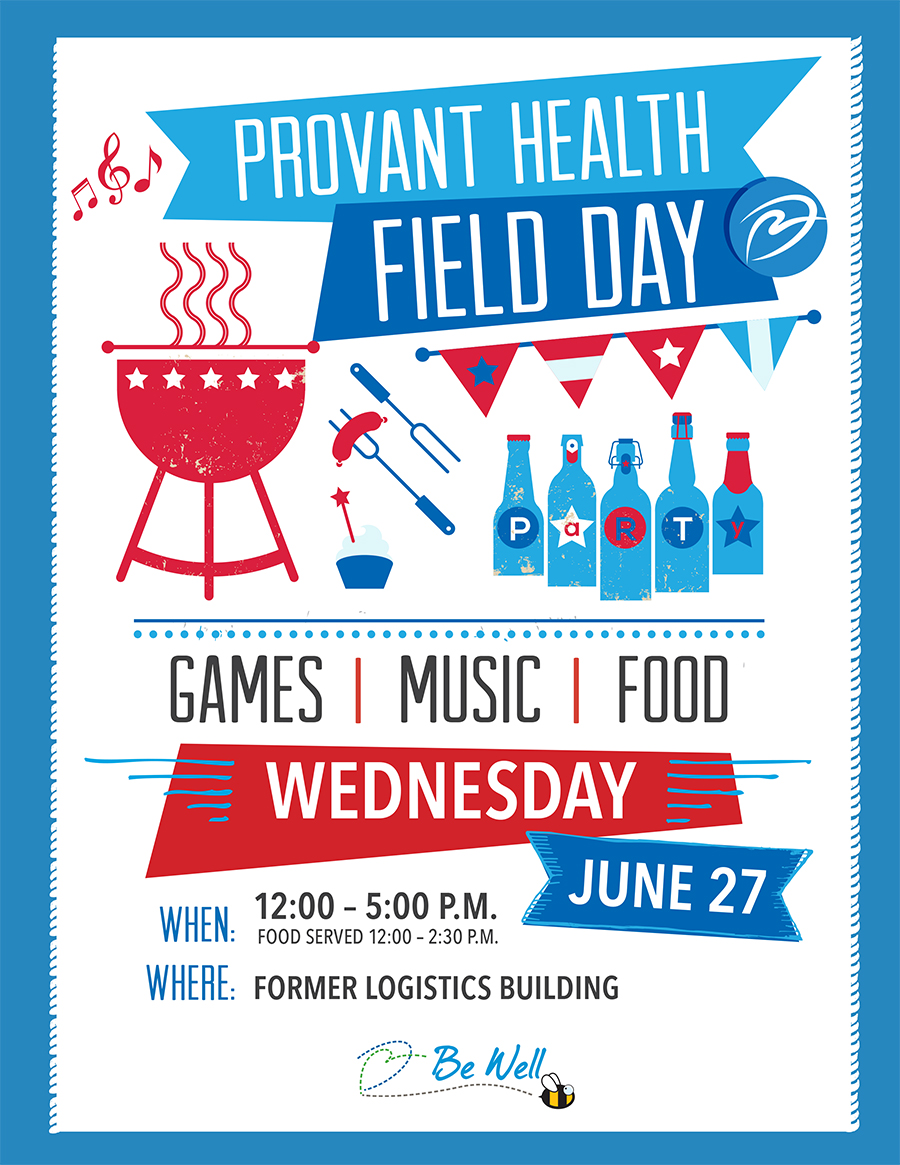 PROVANT HEALTH
FIELD DAY
PaRTy
GAMES | MUSIC | FOOD
WEDNESDAY
JUNE 27
WHEN: 12:00 – 5:00 P.M.
FOOD SERVED 12:00 – 2:30 P.M.
WHERE: FORMER LOGISTICS BUILDING
Be Well